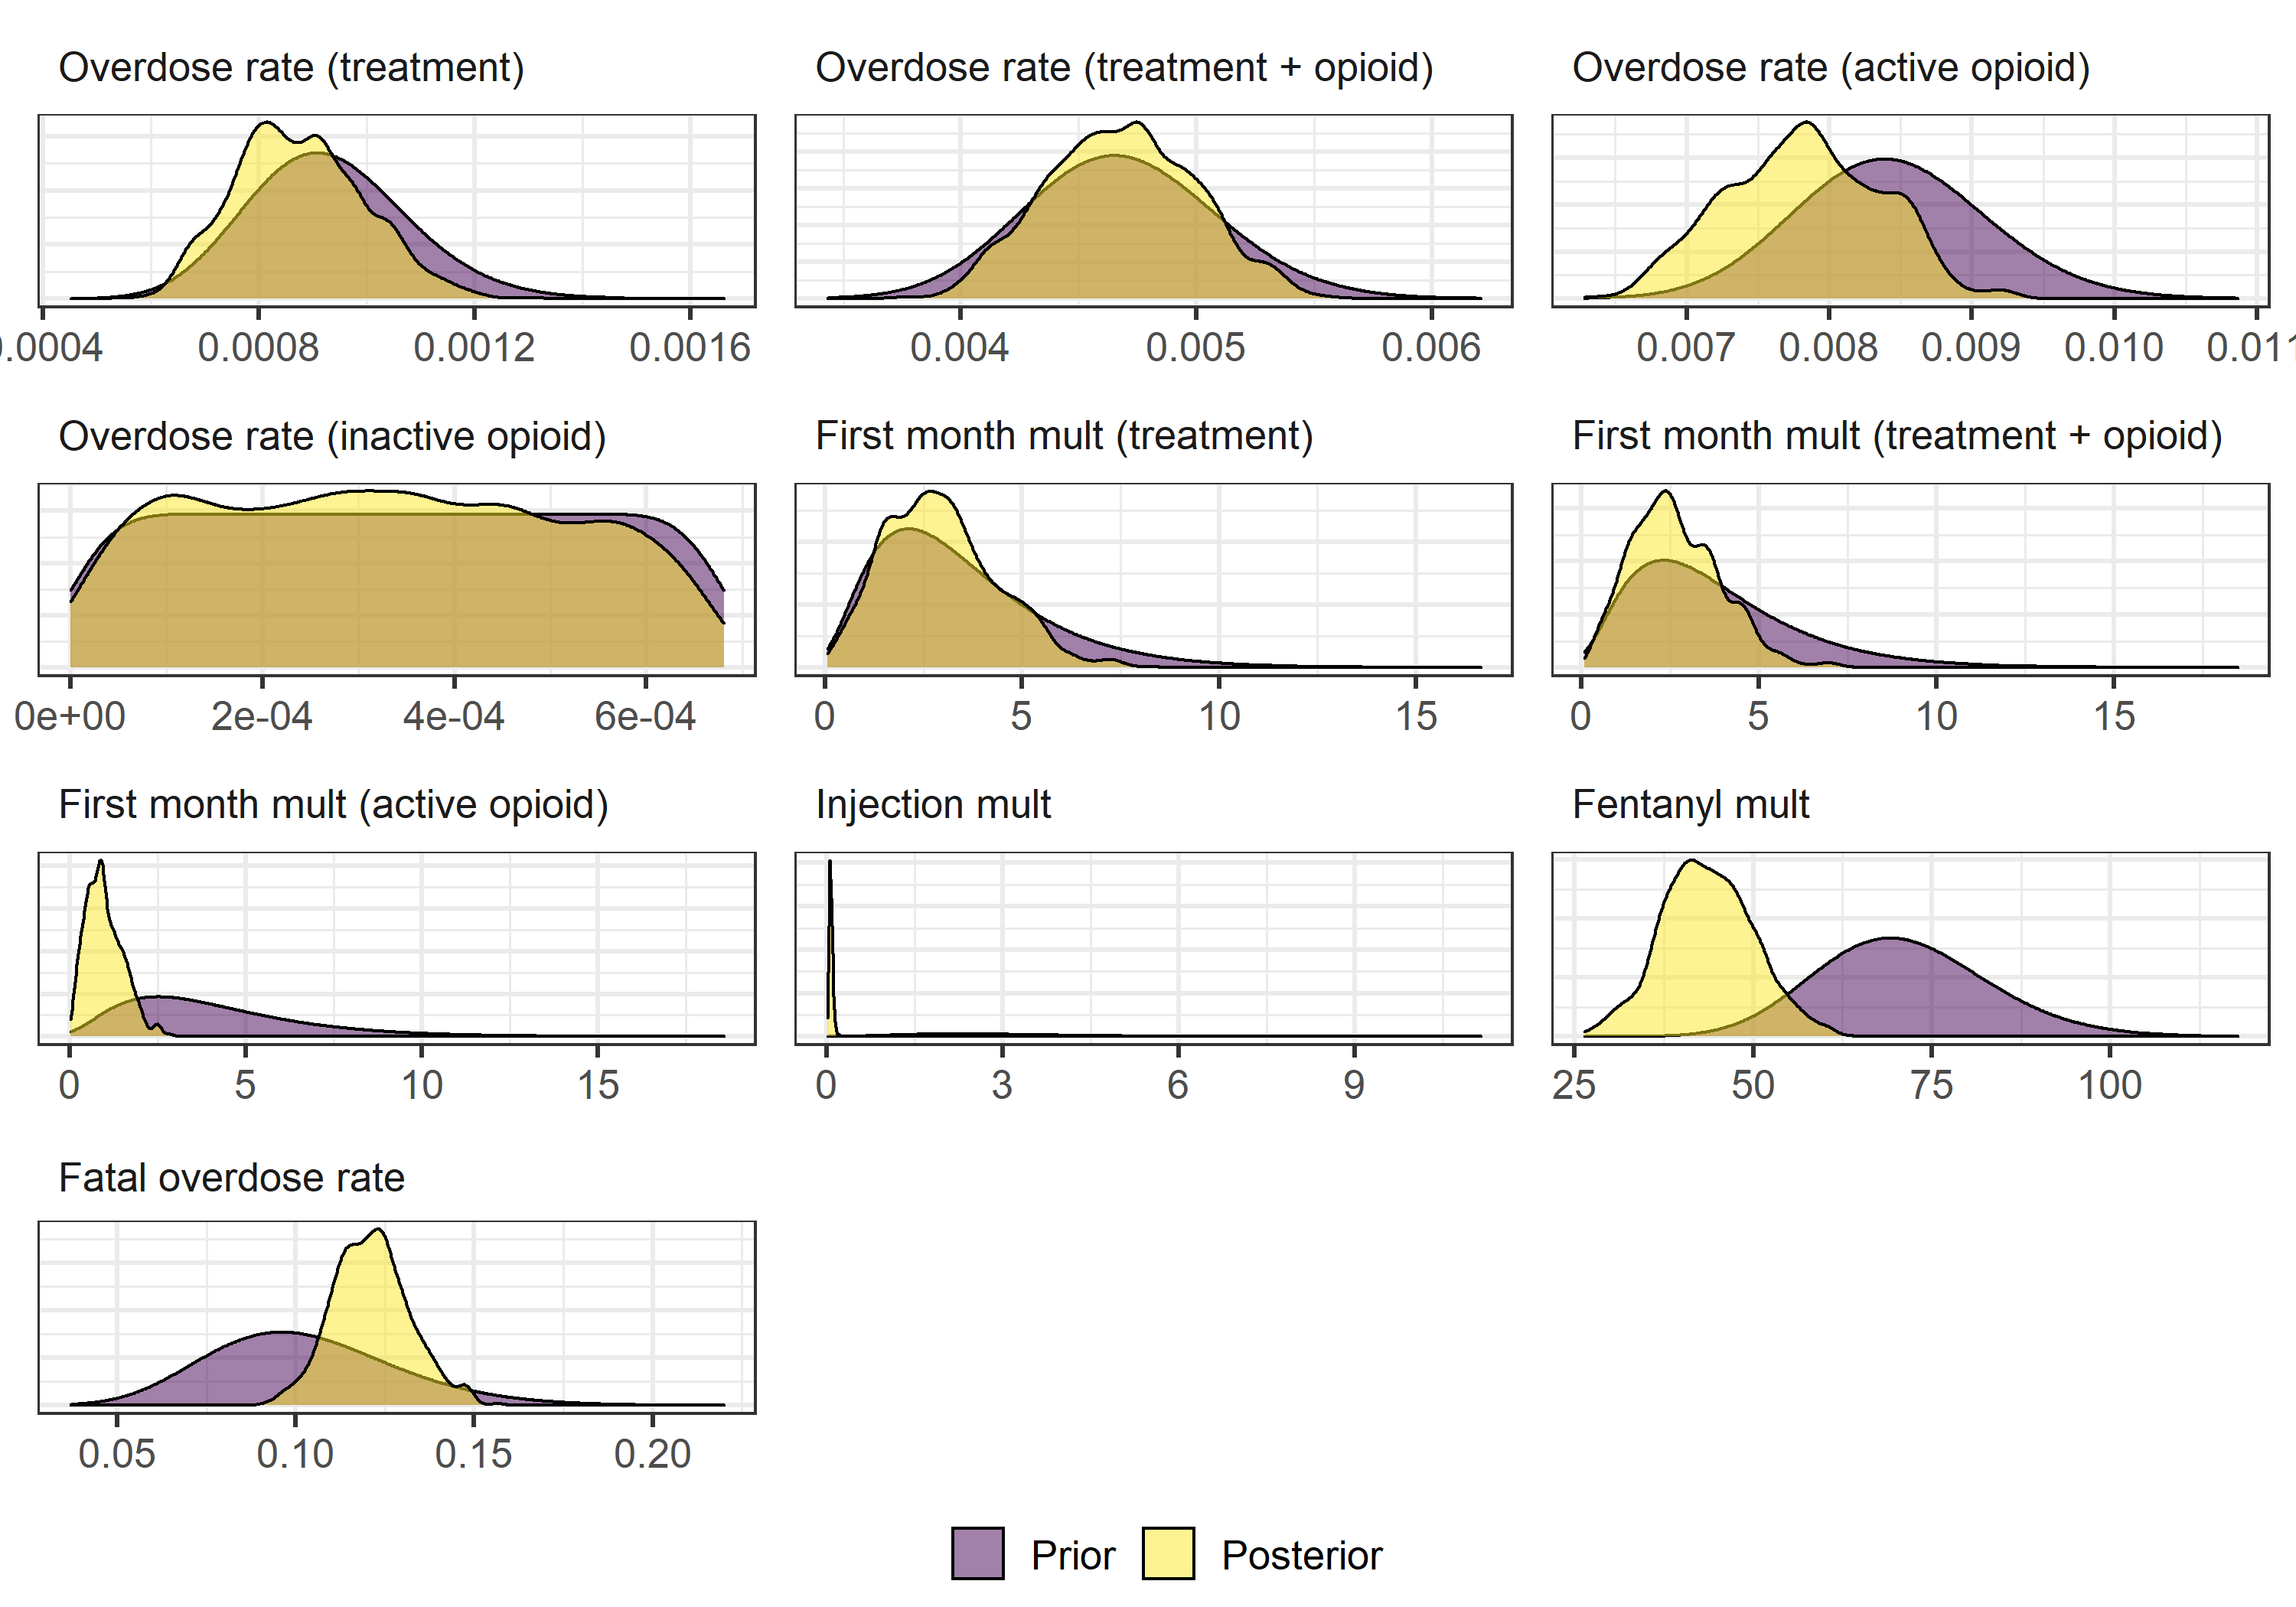 Overdose rate (treatment) Overdose rate (treatment + opioid) Overdose rate (active opioid)
0.0004 0.0008 0.0012 0.0016 0.004 0.005 0.006 0.007 0.008 0.009 0.010 0.011
Overdose rate (inactive opioid) First month mult (treatment) First month mult (treatment + opioid)
0e+00 2e-04 4e-04 6e-04 0 5 10 15 0 5 10 15
First month mult (active opioid) Injection mult Fentanyl mult
0 5 10 15 0 3 6 9 25 50 75 100
Fatal overdose rate
0.05 0.10 0.15 0.20
Prior Posterior